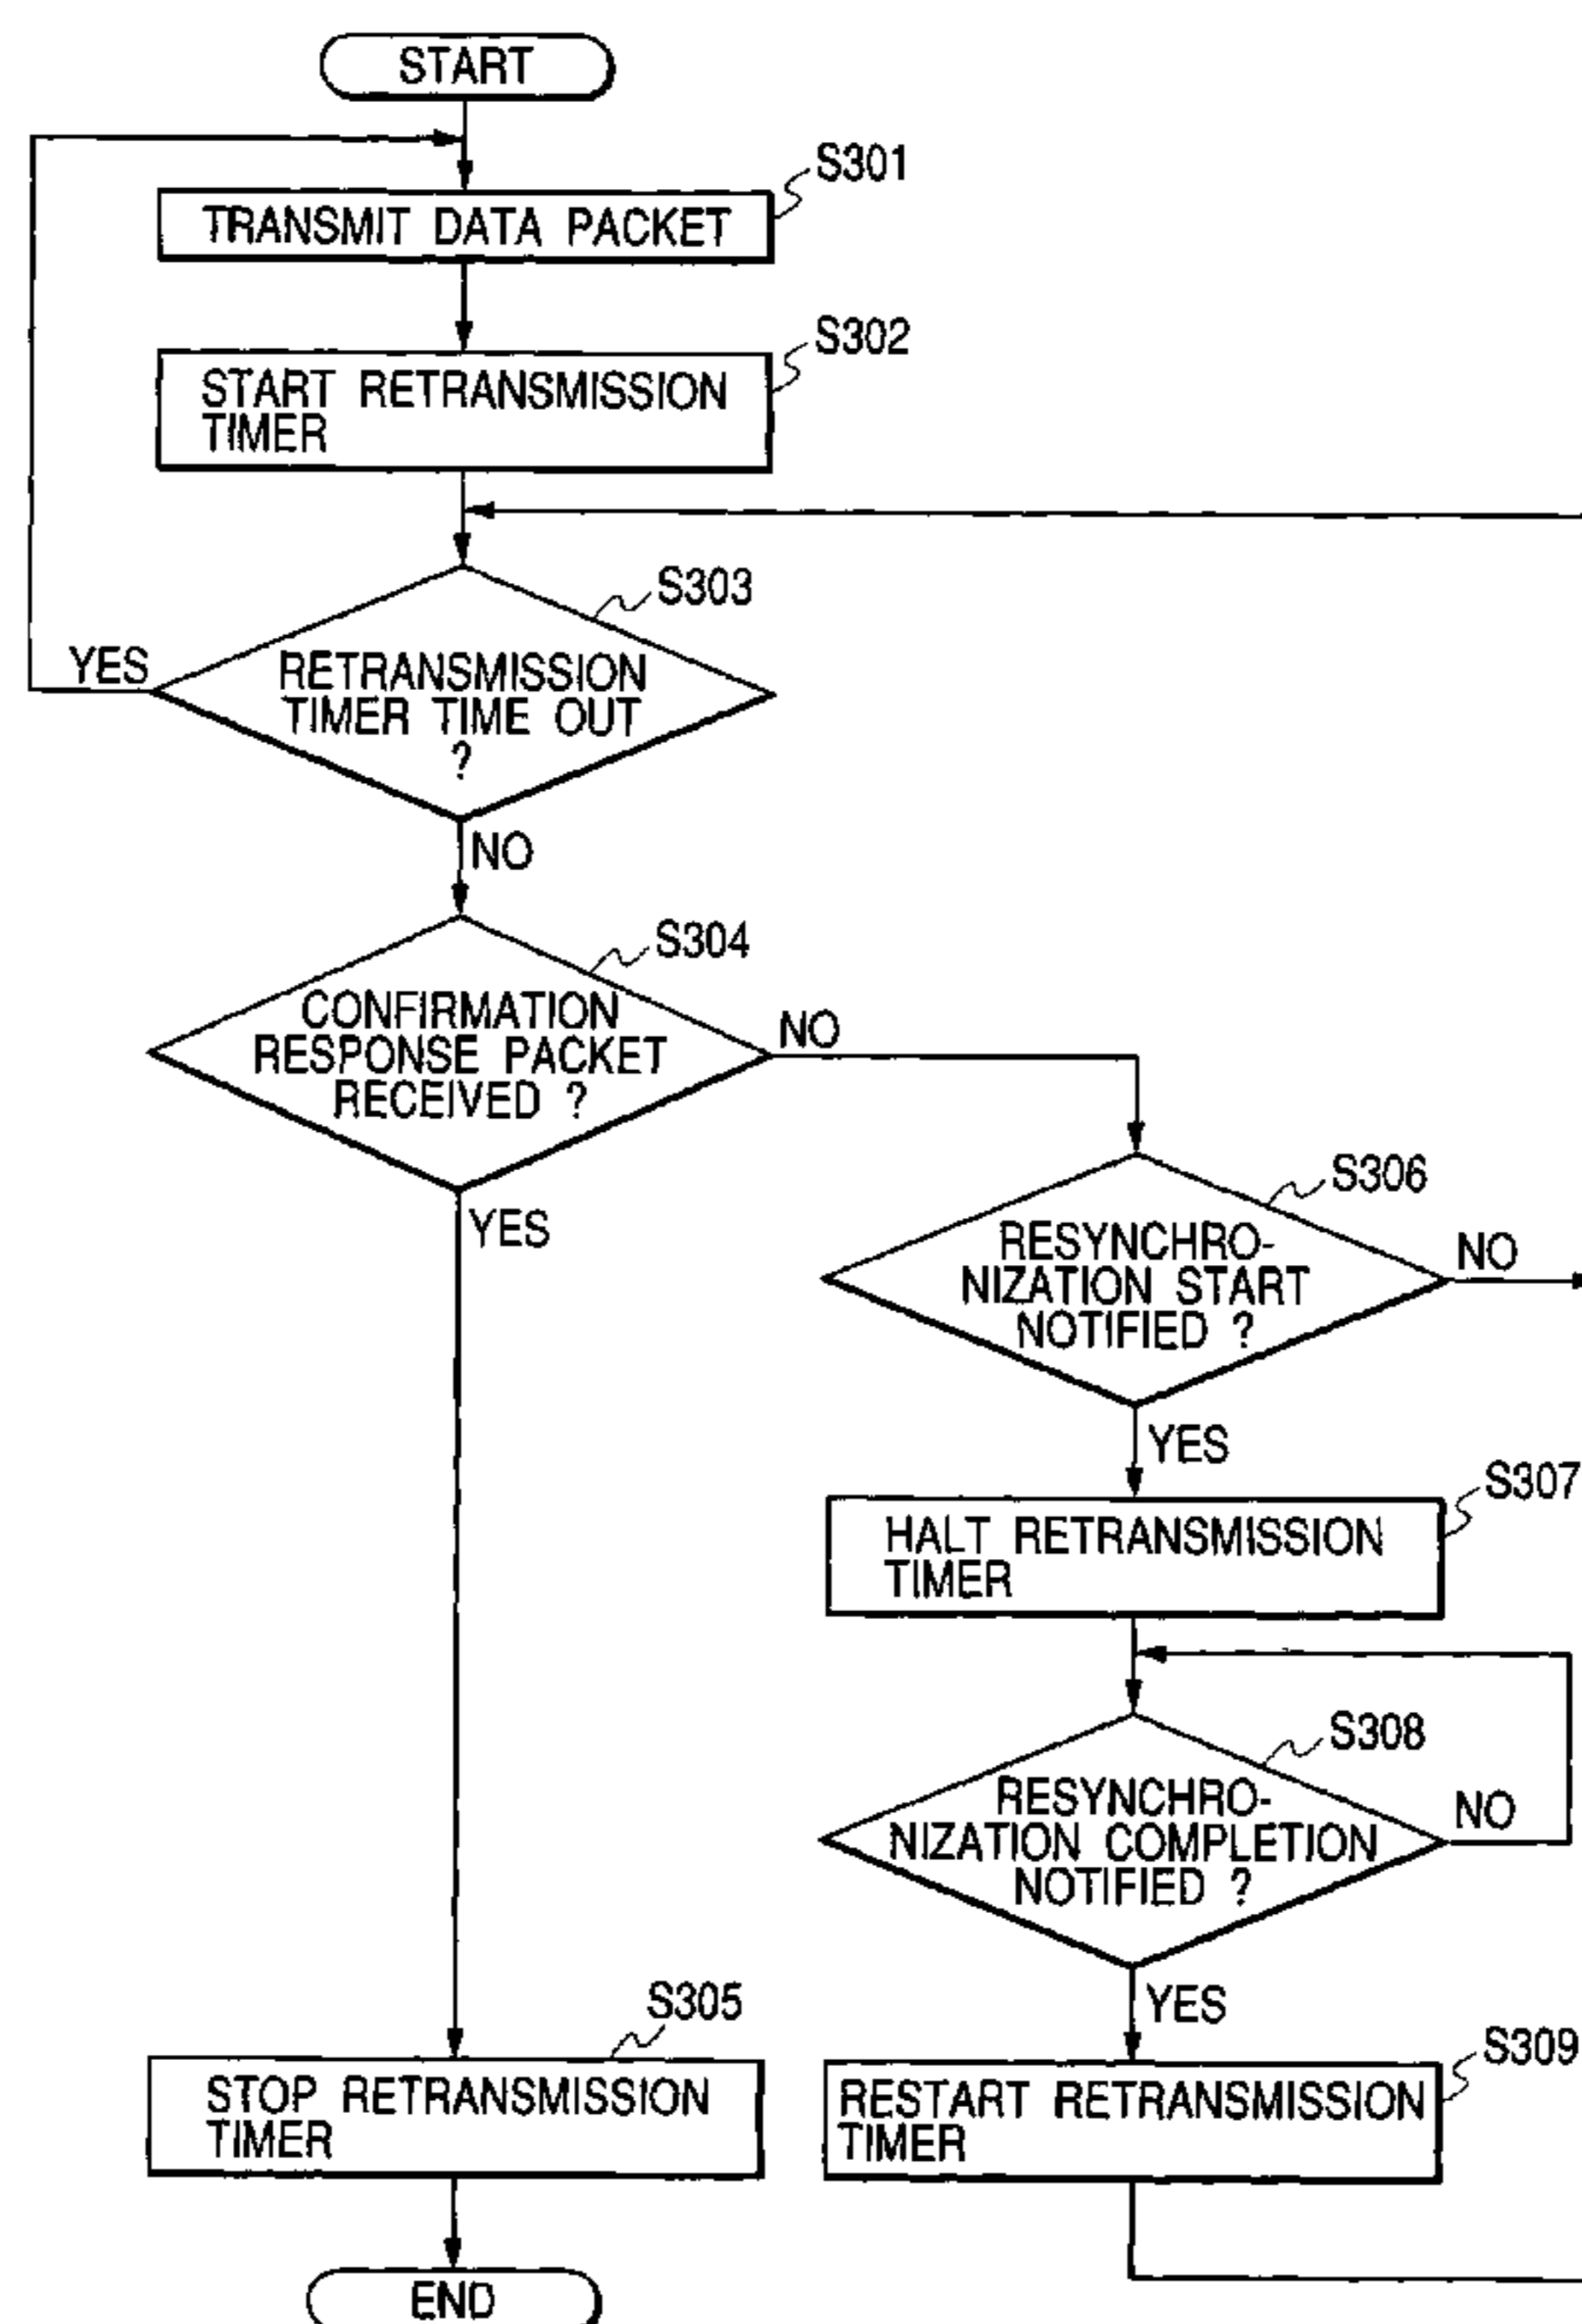 START
S301
TRANSMIT DATA PACKET
S302
START RETRANSMISSION
TIMER
S303
YES
RETRANSMISSION
TIMER TIME OUT
?
NO
S304
CONFIRMATION
RESPONSE PACKET
RECEIVED ?
NO
YES
S306
RESYNCHRO-
NIZATION START
NOTIFIED ?
NO
YES
S307
HALT RETRANSMISSION
TIMER
S308
RESYNCHRO-
NIZATION COMPLETION
NOTIFIED ?
NO
YES
S305
STOP RETRANSMISSION
TIMER
S309
RESTART RETRANSMISSION
TIMER
END